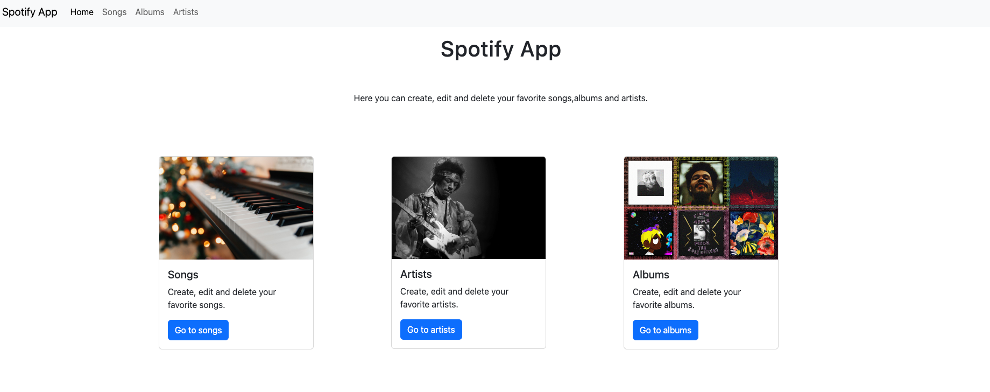 Spotify App Home Songs Albums Artists
Spotify App
Here you can create, edit and delete your favorite songs,albums and artists.
Songs
Create, edit and delete your
favorite songs.
Go to songs
Artists
Create, edit and delete your
favorite artists.
Go to artists
Albums
Create, edit and delete your
favorite albums.
Go to albums